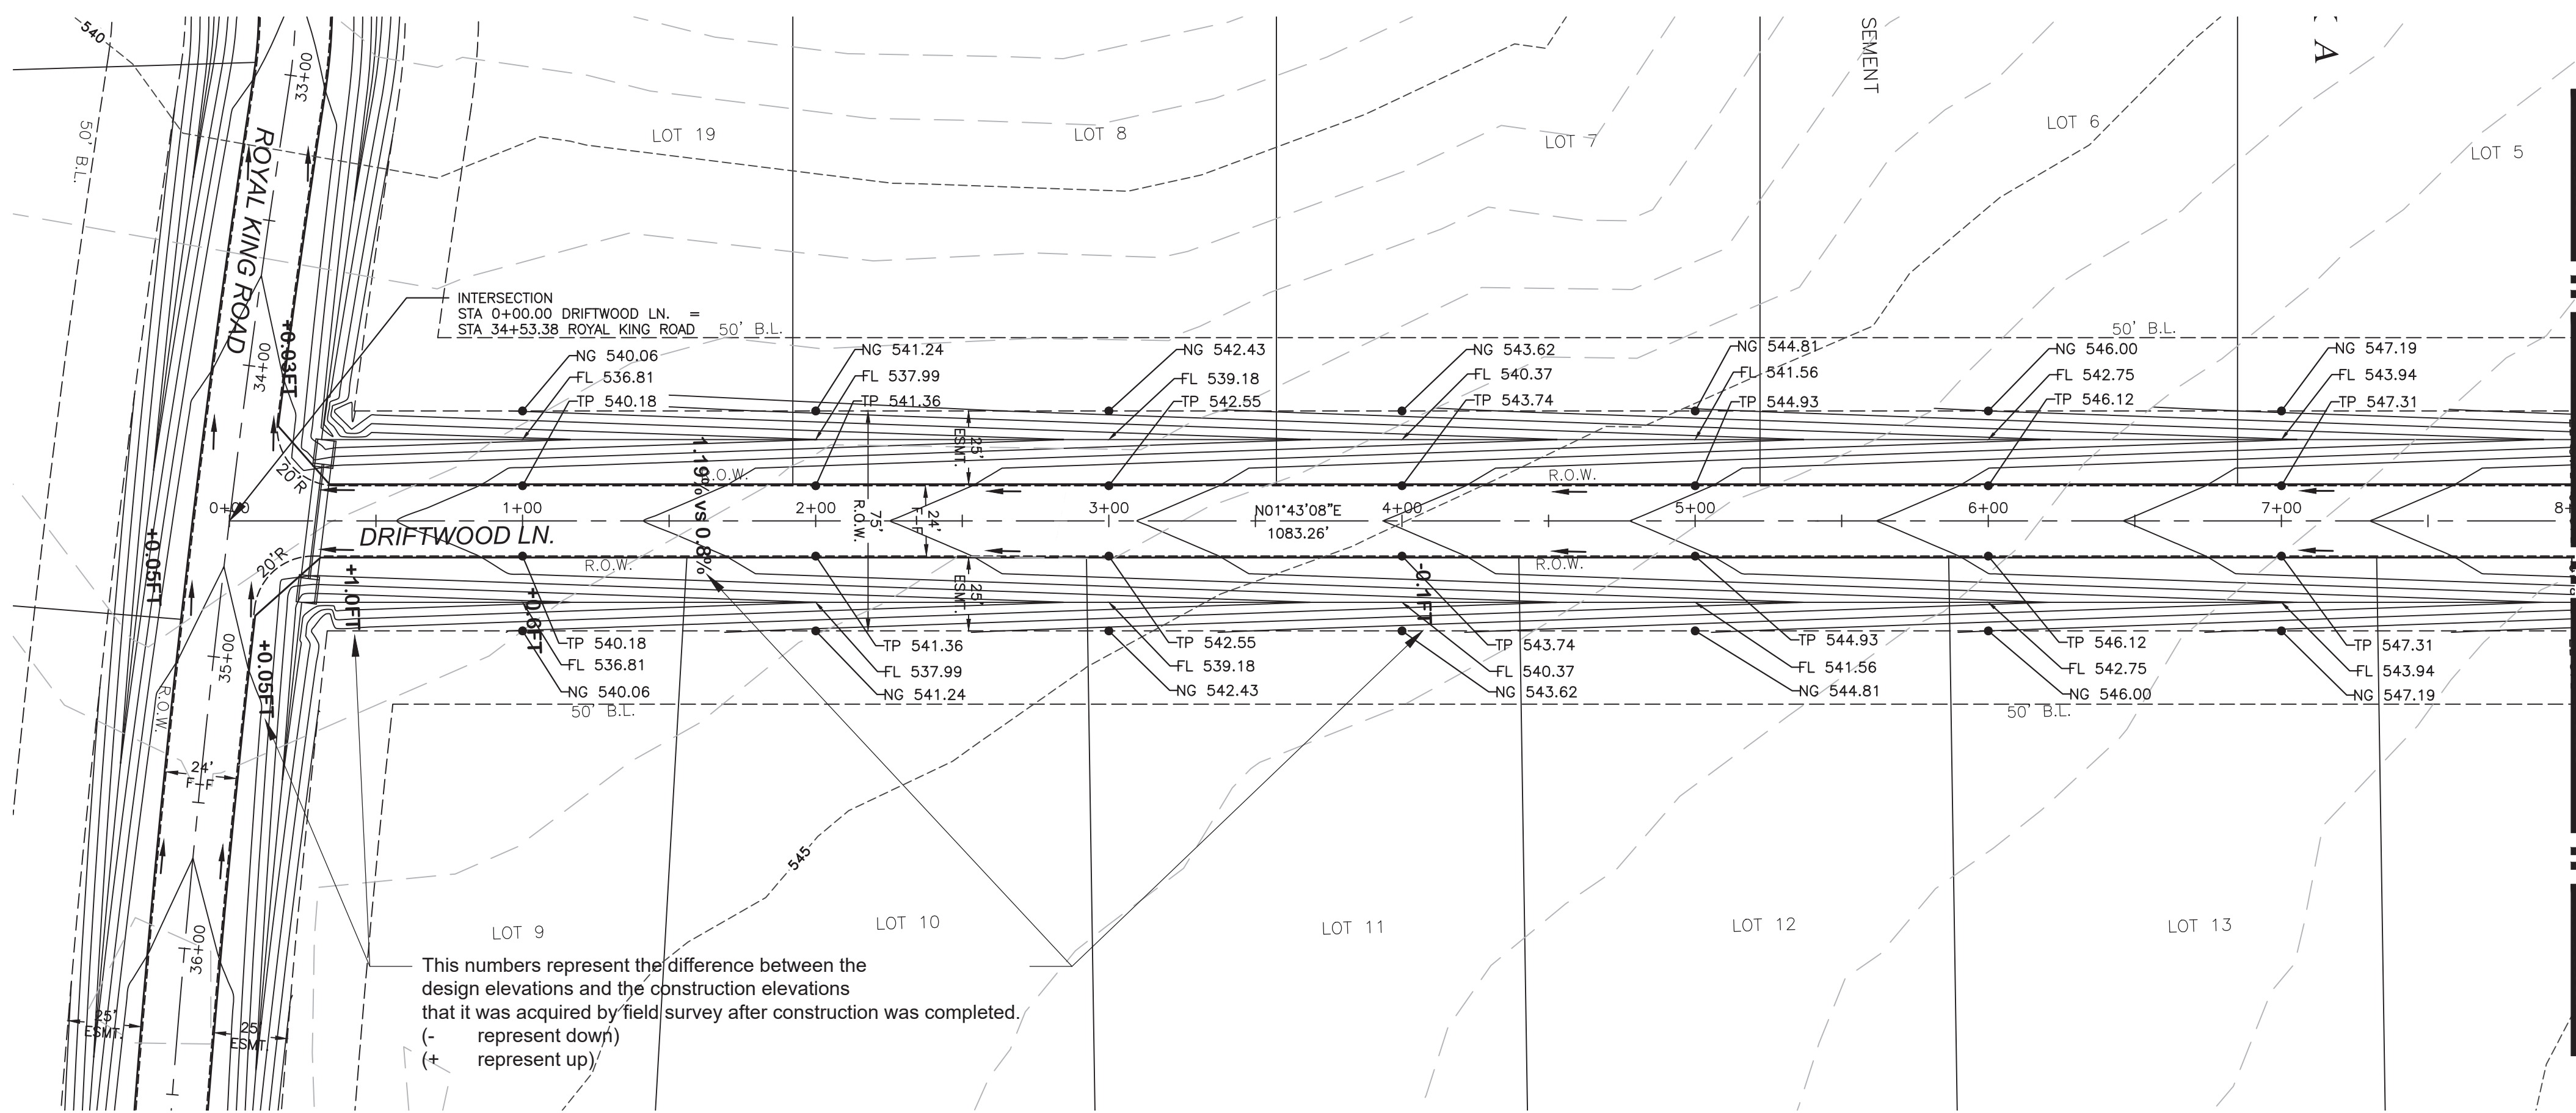 540
33+00
50' B.L.
ROYAL KING ROAD
+0.03FT
34+00
LOT 19
LOT 8
LOT 7
SEMENT
LOT 6
A
LOT 5
INTERSECTION
STA 0+00.00 DRIFTWOOD LN. =
STA 34+53.38 ROYAL KING ROAD
50' B.L.
50' B.L.
NG 540.06
FL 536.81
TP 540.18
NG 541.24
FL 537.99
TP 541.36
NG 542.43
FL 539.18
TP 542.55
NG 543.62
FL 540.37
TP 543.74
NG 544.81
FL 541.56
TP 544.93
NG 546.00
FL 542.75
TP 546.12
NG 547.19
FL 543.94
TP 547.31
25'
ESMT.
1.19% vs 0.8%
.O.W.
R.O.W.
R.O.W.
20'R
0+00
1+00
2+00
3+00
4+00
5+00
6+00
7+00
8
75'
R.O.W.
24'
F-F
N01°43'08"E
1083.26'
DRIFTWOOD LN.
20'R
R.O.W.
R.O.W.
25'
ESMT.
+0.05FT
+1.0FT
+0.6FT
-0.1FT
+0.05FT
35+00
R.O.W.
TP 540.18
FL 536.81
NG 540.06
TP 541.36
FL 537.99
NG 541.24
TP 542.55
FL 539.18
NG 542.43
TP 543.74
FL 540.37
NG 543.62
TP 544.93
FL 541.56
NG 544.81
TP 546.12
FL 542.75
NG 546.00
TP 547.31
FL 543.94
NG 547.19
50' B.L.
50' B.L.
24'
F-F
545
36+00
LOT 9
LOT 10
LOT 11
LOT 12
LOT 13
This numbers represent the difference between the
design elevations and the construction elevations
that it was acquired by field survey after construction was completed.
(- represent down)
(+ represent up)
25'
ESMT.
25'
ESMT.